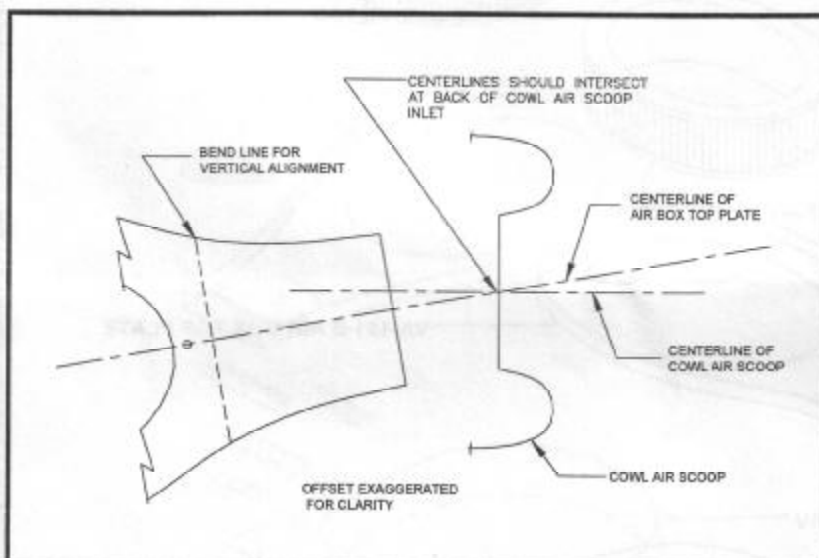 CENTERLINES SHOULD INTERSECT
AT BACK OF COWL AIR SCOOP
INLET
BEND LINE FOR
VERTICAL ALIGNMENT
CENTERLINE OF
AIR BOX TOP PLATE
CENTERLINE OF
COWL AIR SCOOP
COWL AIR SCOOP
OFFSET EXAGGERATED
FOR CLARITY